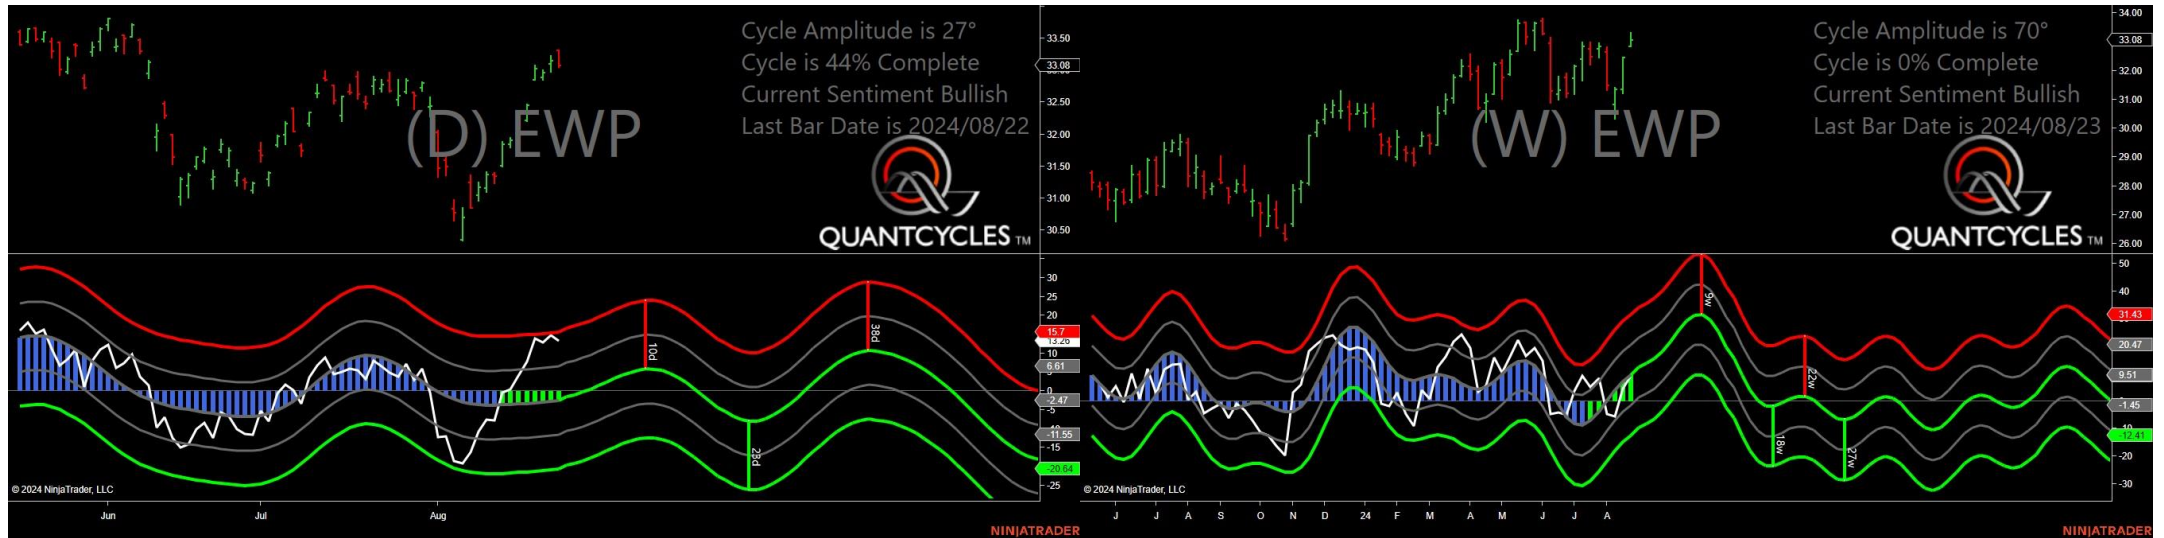 Cycle Amplitude is 27°
Cycle is 44% Complete
Current Sentiment Bullish
Last Bar Date is 2024/08/22
(D) EWP
QUANTCYCLES TM
33.50
33.08
32.50
32.00
31.50
31.00
30.50
30
25
20
15.7
13.26
10
6.61
0
-2.47
-5
-11.55
-15
-20.64
-25
10d
23d
38d
© 2024 NinjaTrader, LLC
Jun Jul Aug
NINJATRADER
Cycle Amplitude is 70°
Cycle is 0% Complete
Current Sentiment Bullish
Last Bar Date is 2024/08/23
(W) EWP
QUANTCYCLES TM
34.00
33.08
32.00
31.00
30.00
29.00
28.00
27.00
26.00
50
40
31.43
20.47
9.51
-1.45
-12.41
-20
-30
9w
18w
22w
27w
© 2024 NinjaTrader, LLC
J J A S O N D 24 F M A M J J A
NINJATRADER